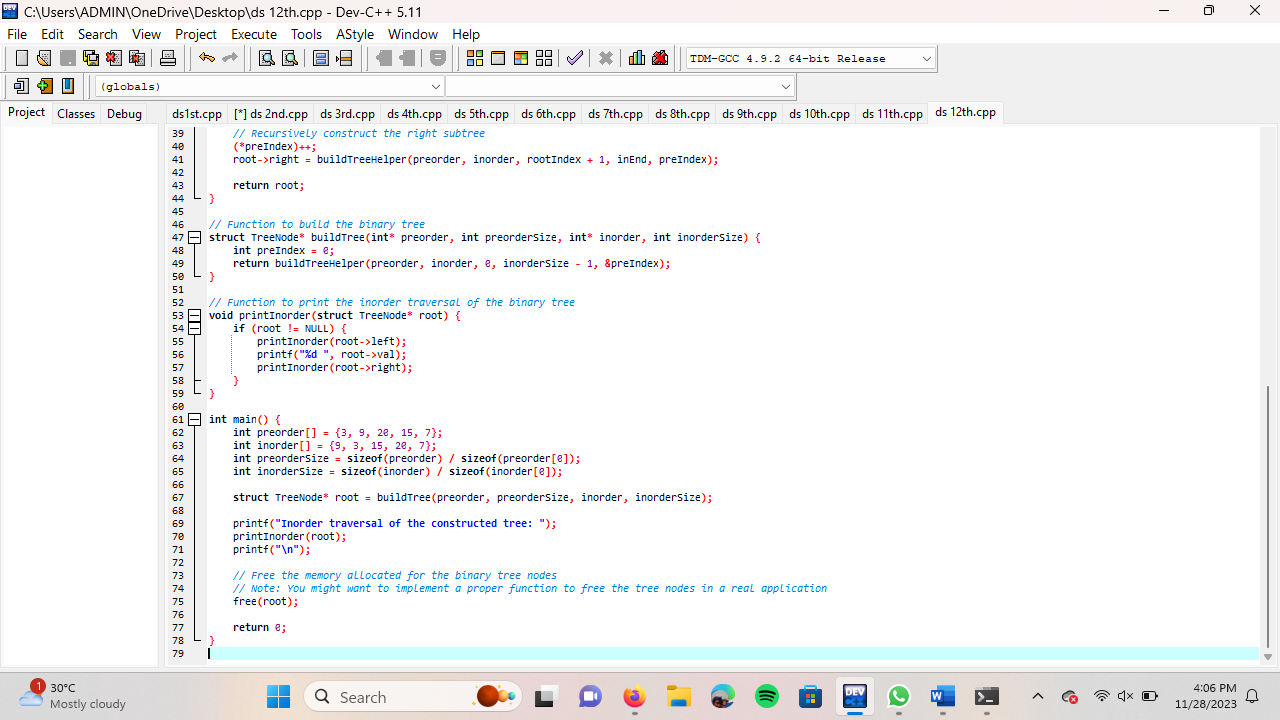 C:\Users\ADMIN\OneDrive\Desktop\ds 12th.cpp - Dev-C++ 5.11
File Edit Search View Project Execute Tools AStyle Window Help
TDM-GCC 4.9.2 64-bit Release
(globals)
Project Classes Debug
ds1st.cpp [*] ds 2nd.cpp ds 3rd.cpp ds 4th.cpp ds 5th.cpp ds 6th.cpp ds 7th.cpp ds 8th.cpp ds 9th.cpp ds 10th.cpp ds 11th.cpp ds 12th.cpp
39 // Recursively construct the right subtree
40 (*preIndex)++;
41 root->right = buildTreeHelper(preorder, inorder, rootIndex + 1, inEnd, preIndex);
42
43 return root;
44 }
45
46 // Function to build the binary tree
47 struct TreeNode* buildTree(int* preorder, int preorderSize, int* inorder, int inorderSize) {
48 int preIndex = 0;
49 return buildTreeHelper(preorder, inorder, 0, inorderSize - 1, &preIndex);
50 }
51
52 // Function to print the inorder traversal of the binary tree
53 void printInorder(struct TreeNode* root) {
54 if (root != NULL) {
55 printInorder(root->left);
56 printf("%d ", root->val);
57 printInorder(root->right);
58 }
59 }
60
61 int main() {
62 int preorder[] = {3, 9, 20, 15, 7};
63 int inorder[] = {9, 3, 15, 20, 7};
64 int preorderSize = sizeof(preorder) / sizeof(preorder[0]);
65 int inorderSize = sizeof(inorder) / sizeof(inorder[0]);
66
67 struct TreeNode* root = buildTree(preorder, preorderSize, inorder, inorderSize);
68
69 printf("Inorder traversal of the constructed tree: ");
70 printInorder(root);
71 printf("\n");
72
73 // Free the memory allocated for the binary tree nodes
74 // Note: You might want to implement a proper function to free the tree nodes in a real application
75 free(root);
76
77 return 0;
78 }
79
1
30°C
Mostly cloudy
Search
DEV
W
4:06 PM
11/28/2023